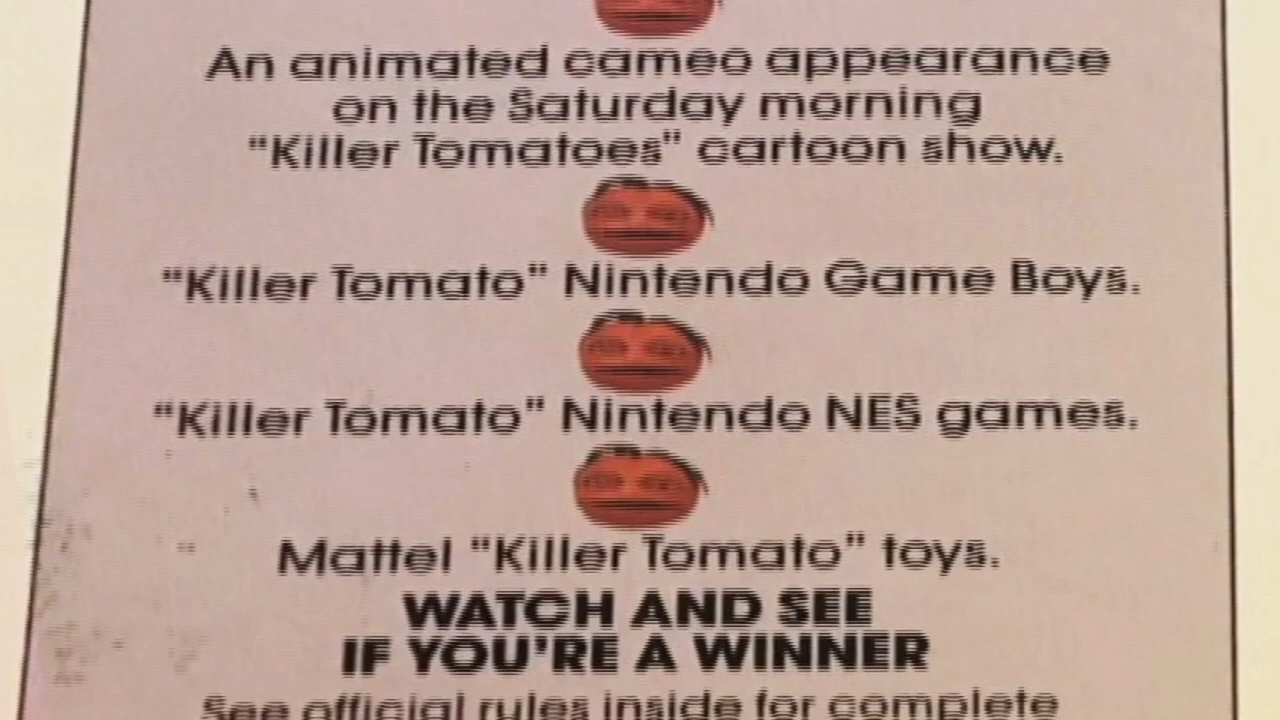 An animated cameo appearance
on the Saturday morning
"Killer Tomatoes" cartoon show.
"Killer Tomato" Nintendo Game Boys.
"Killer Tomato" Nintendo NES games.
Mattel "Killer Tomato" toys.
WATCH AND SEE
IF YOU'RE A WINNER
See official rules inside for complete